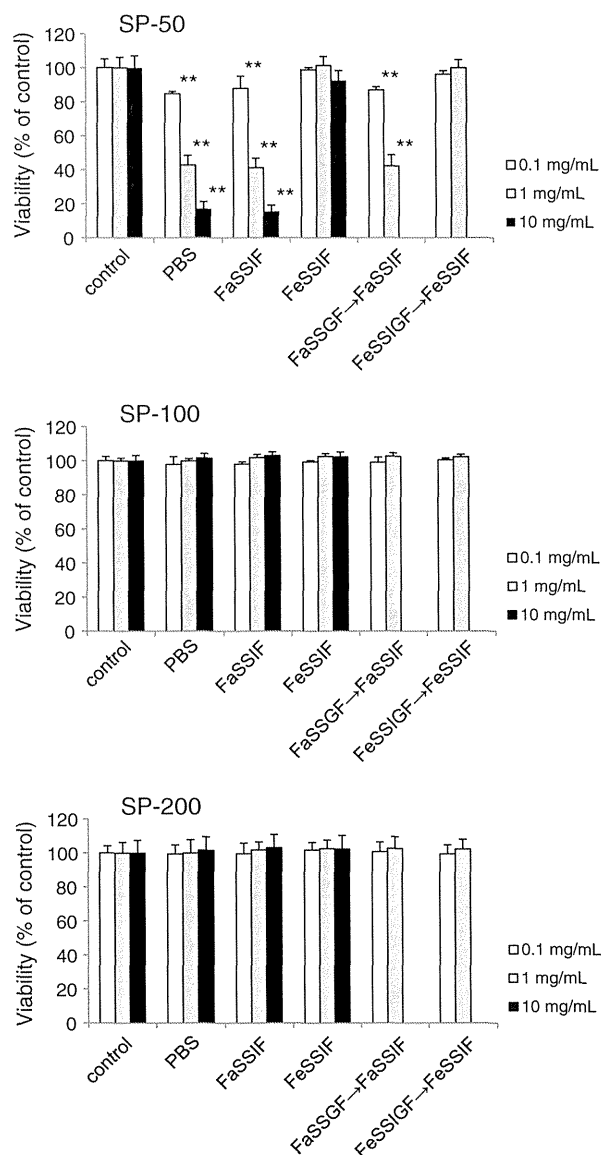 SP-50
Viability (% of control)
120
100
80
60
40
20
0
**
**
**
**
**
**
**
**
control
PBS
FaSSIF
FeSSIF
FaSSGF→FaSSIF
FeSSIGF→FeSSIF
0.1 mg/mL
1 mg/mL
10 mg/mL
SP-100
Viability (% of control)
120
100
80
60
40
20
0
control
PBS
FaSSIF
FeSSIF
FaSSGF→FaSSIF
FeSSIGF→FeSSIF
0.1 mg/mL
1 mg/mL
10 mg/mL
SP-200
Viability (% of control)
120
100
80
60
40
20
0
control
PBS
FaSSIF
FeSSIF
FaSSGF→FaSSIF
FeSSIGF→FeSSIF
0.1 mg/mL
1 mg/mL
10 mg/mL